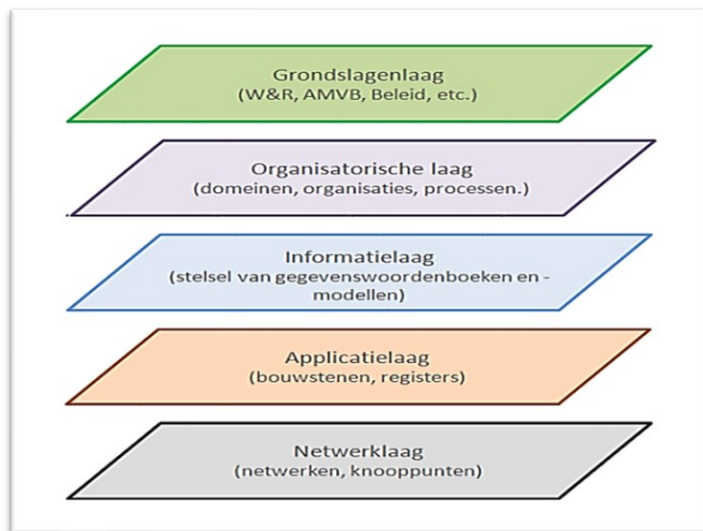 Grondslagenlaag
(W&R, AMVB, Beleid, etc.)
Organisatorische laag
(domeinen, organisaties, processen.)
Informatielaag
(stelsel van gegevenswoordenboeken en -
modellen)
Applicatielaag
(bouwstenen, registers)
Netwerklaag
(netwerken, knooppunten)